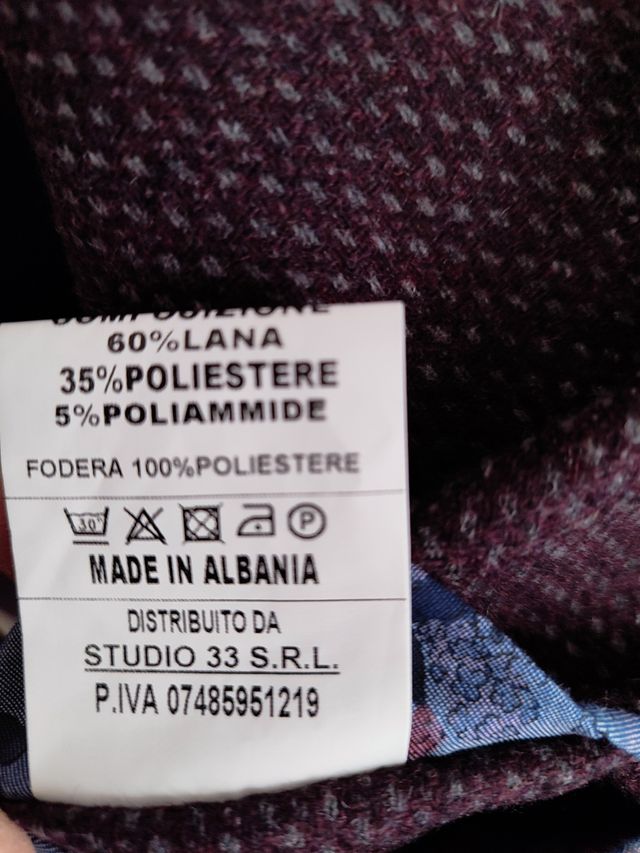 COMPOSIZIONE
60%LANA
35%POLIESTERE
5%POLIAMMIDE
FODERA 100%POLIESTERE
30°
P
MADE IN ALBANIA
DISTRIBUITO DA
STUDIO 33 S.R.L.
P.IVA 07485951219